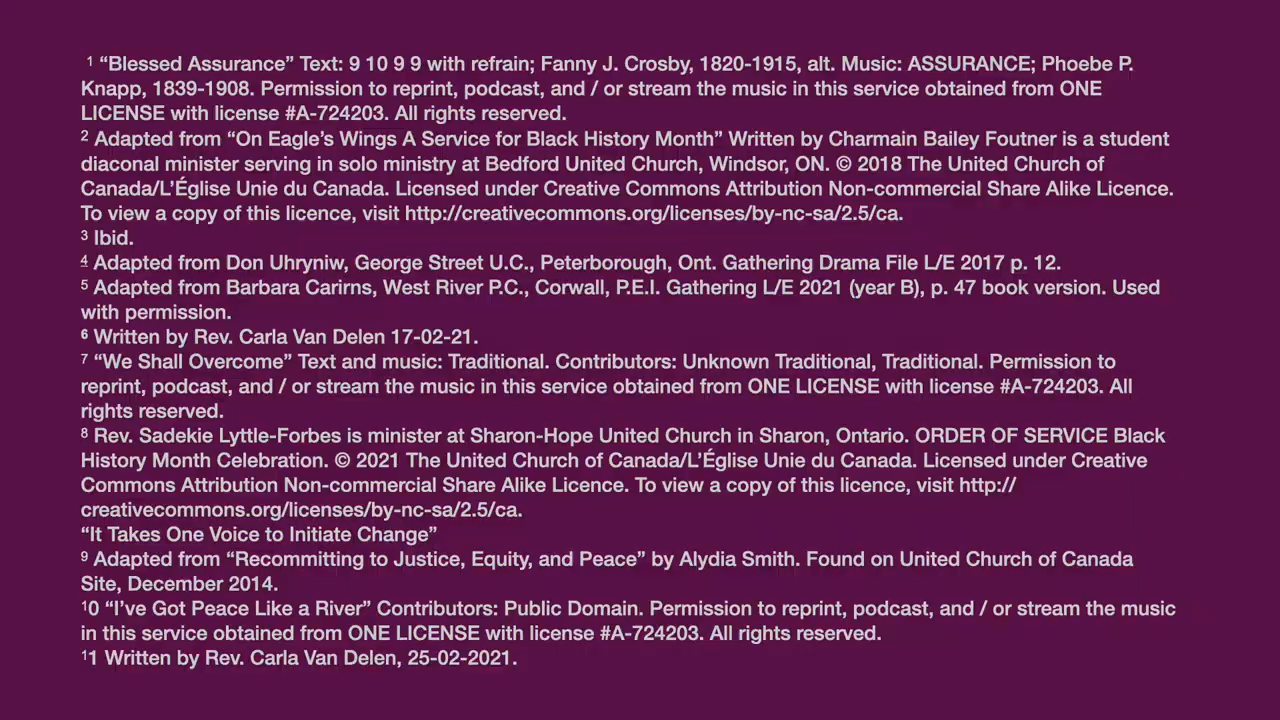 ¹ “Blessed Assurance” Text: 9 10 9 9 with refrain; Fanny J. Crosby, 1820-1915, alt. Music: ASSURANCE; Phoebe P.
Knapp, 1839-1908. Permission to reprint, podcast, and / or stream the music in this service obtained from ONE
LICENSE with license #A-724203. All rights reserved.
² Adapted from “On Eagle’s Wings A Service for Black History Month” Written by Charmain Bailey Foutner is a student
diaconal minister serving in solo ministry at Bedford United Church, Windsor, ON. © 2018 The United Church of
Canada/L’Église Unie du Canada. Licensed under Creative Commons Attribution Non-commercial Share Alike Licence.
To view a copy of this licence, visit http://creativecommons.org/licenses/by-nc-sa/2.5/ca.
³ Ibid.
⁴ Adapted from Don Uhryniw, George Street U.C., Peterborough, Ont. Gathering Drama File L/E 2017 p. 12.
⁵ Adapted from Barbara Carirns, West River P.C., Corwall, P.E.I. Gathering L/E 2021 (year B), p. 47 book version. Used
with permission.
⁶ Written by Rev. Carla Van Delen 17-02-21.
⁷ “We Shall Overcome” Text and music: Traditional. Contributors: Unknown Traditional, Traditional. Permission to
reprint, podcast, and / or stream the music in this service obtained from ONE LICENSE with license #A-724203. All
rights reserved.
⁸ Rev. Sadekie Lyttle-Forbes is minister at Sharon-Hope United Church in Sharon, Ontario. ORDER OF SERVICE Black
History Month Celebration. © 2021 The United Church of Canada/L’Église Unie du Canada. Licensed under Creative
Commons Attribution Non-commercial Share Alike Licence. To view a copy of this licence, visit http://
creativecommons.org/licenses/by-nc-sa/2.5/ca.
“It Takes One Voice to Initiate Change”
⁹ Adapted from “Recommitting to Justice, Equity, and Peace” by Alydia Smith. Found on United Church of Canada
Site, December 2014.
¹0 “I’ve Got Peace Like a River” Contributors: Public Domain. Permission to reprint, podcast, and / or stream the music
in this service obtained from ONE LICENSE with license #A-724203. All rights reserved.
¹1 Written by Rev. Carla Van Delen, 25-02-2021.